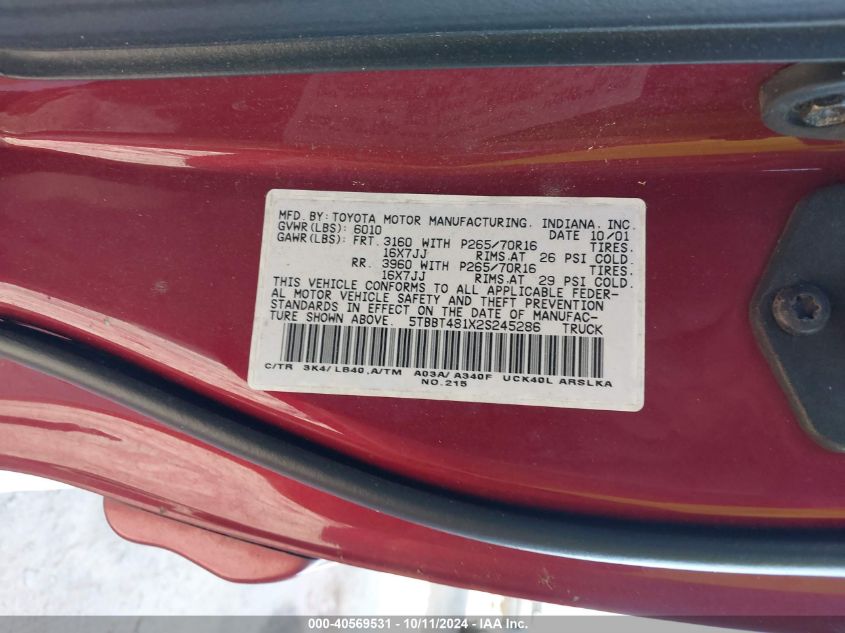 MFD. BY: TOYOTA MOTOR MANUFACTURING. INDIANA. INC.
GVWR(LBS): 6010 DATE 10/01
GAWR(LBS): FRT. 3160 WITH P265/70R16 TIRES.
16X7JJ RIMS.AT 26 PSI COLD.
RR. 3960 WITH P265/70R16 TIRES.
16X7JJ RIMS.AT 29 PSI COLD.
THIS VEHICLE CONFORMS TO ALL APPLICABLE FEDER-
AL MOTOR VEHICLE SAFETY AND THEFT PREVENTION
STANDARDS IN EFFECT ON THE DATE OF MANUFAC-
TURE SHOWN ABOVE. 5TBBT481X2S245286 TRUCK
C/TR 3K4/LB40,A/TM A03A/A340F UCK40L ARSLKA
NO.215
000-40569531 - 10/11/2024 - IAA Corp.